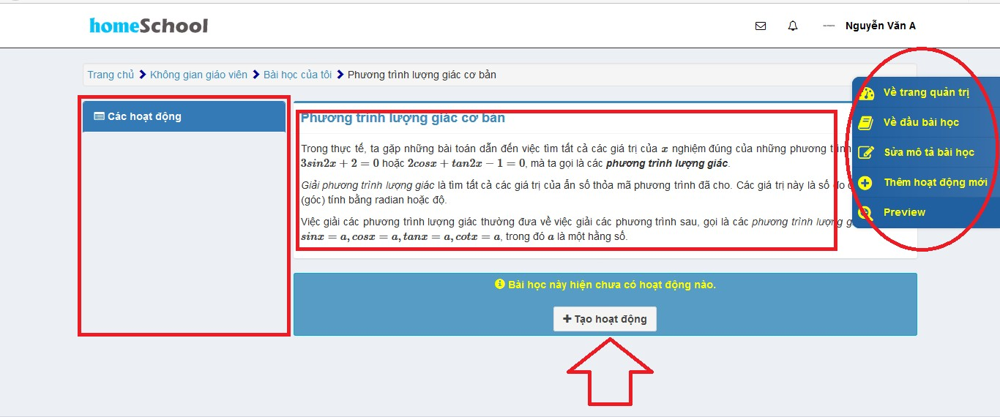 homeSchool
Nguyễn Văn A
Trang chủ > Không gian giáo viên > Bài học của tôi > Phương trình lượng giác cơ bản
Các hoạt động
Phương trình lượng giác cơ bản
Trong thực tế, ta gặp những bài toán dẫn đến việc tìm tất cả các giá trị của x nghiệm đúng của những phương trình
3sin2x + 2 = 0 hoặc 2cosx + tan2x − 1 = 0, mà ta gọi là các phương trình lượng giác.
Giải phương trình lượng giác là tìm tất cả các giá trị của ẩn số thỏa mã phương trình đã cho. Các giá trị này là số đo
(góc) tính bằng radian hoặc độ.
Việc giải các phương trình lượng giác thường đưa về việc giải các phương trình sau, gọi là các phương trình lượng
sinx = a, cosx = a, tanx = a, cotx = a, trong đó a là một hằng số.
Về trang quản trị
Về đầu bài học
Sửa mô tả bài học
Thêm hoạt động mới
Preview
Bài học này hiện chưa có hoạt động nào.
Tạo hoạt động